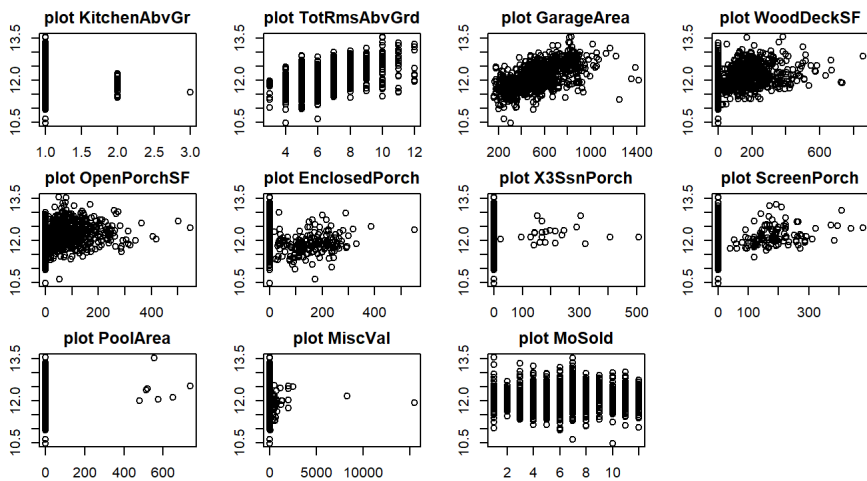 plot KitchenAbvGr plot TotRmsAbvGrd plot GarageArea plot WoodDeckSF
13.5 13.5 13.5 13.5
12.0 12.0 12.0 12.0
10.5 10.5 10.5 10.5
1.0 1.5 2.0 2.5 3.0 4 6 8 10 12 200 600 1000 1400 0 200 600
plot OpenPorchSF plot EnclosedPorch plot X3SsnPorch plot ScreenPorch
13.5 13.5 13.5 13.5
12.0 12.0 12.0 12.0
10.5 10.5 10.5 10.5
0 200 400 0 200 400 0 100 300 500 0 100 300
plot PoolArea plot MiscVal plot MoSold
13.5 13.5 13.5
12.0 12.0 12.0
10.5 10.5 10.5
0 200 400 600 0 5000 10000 2 4 6 8 10